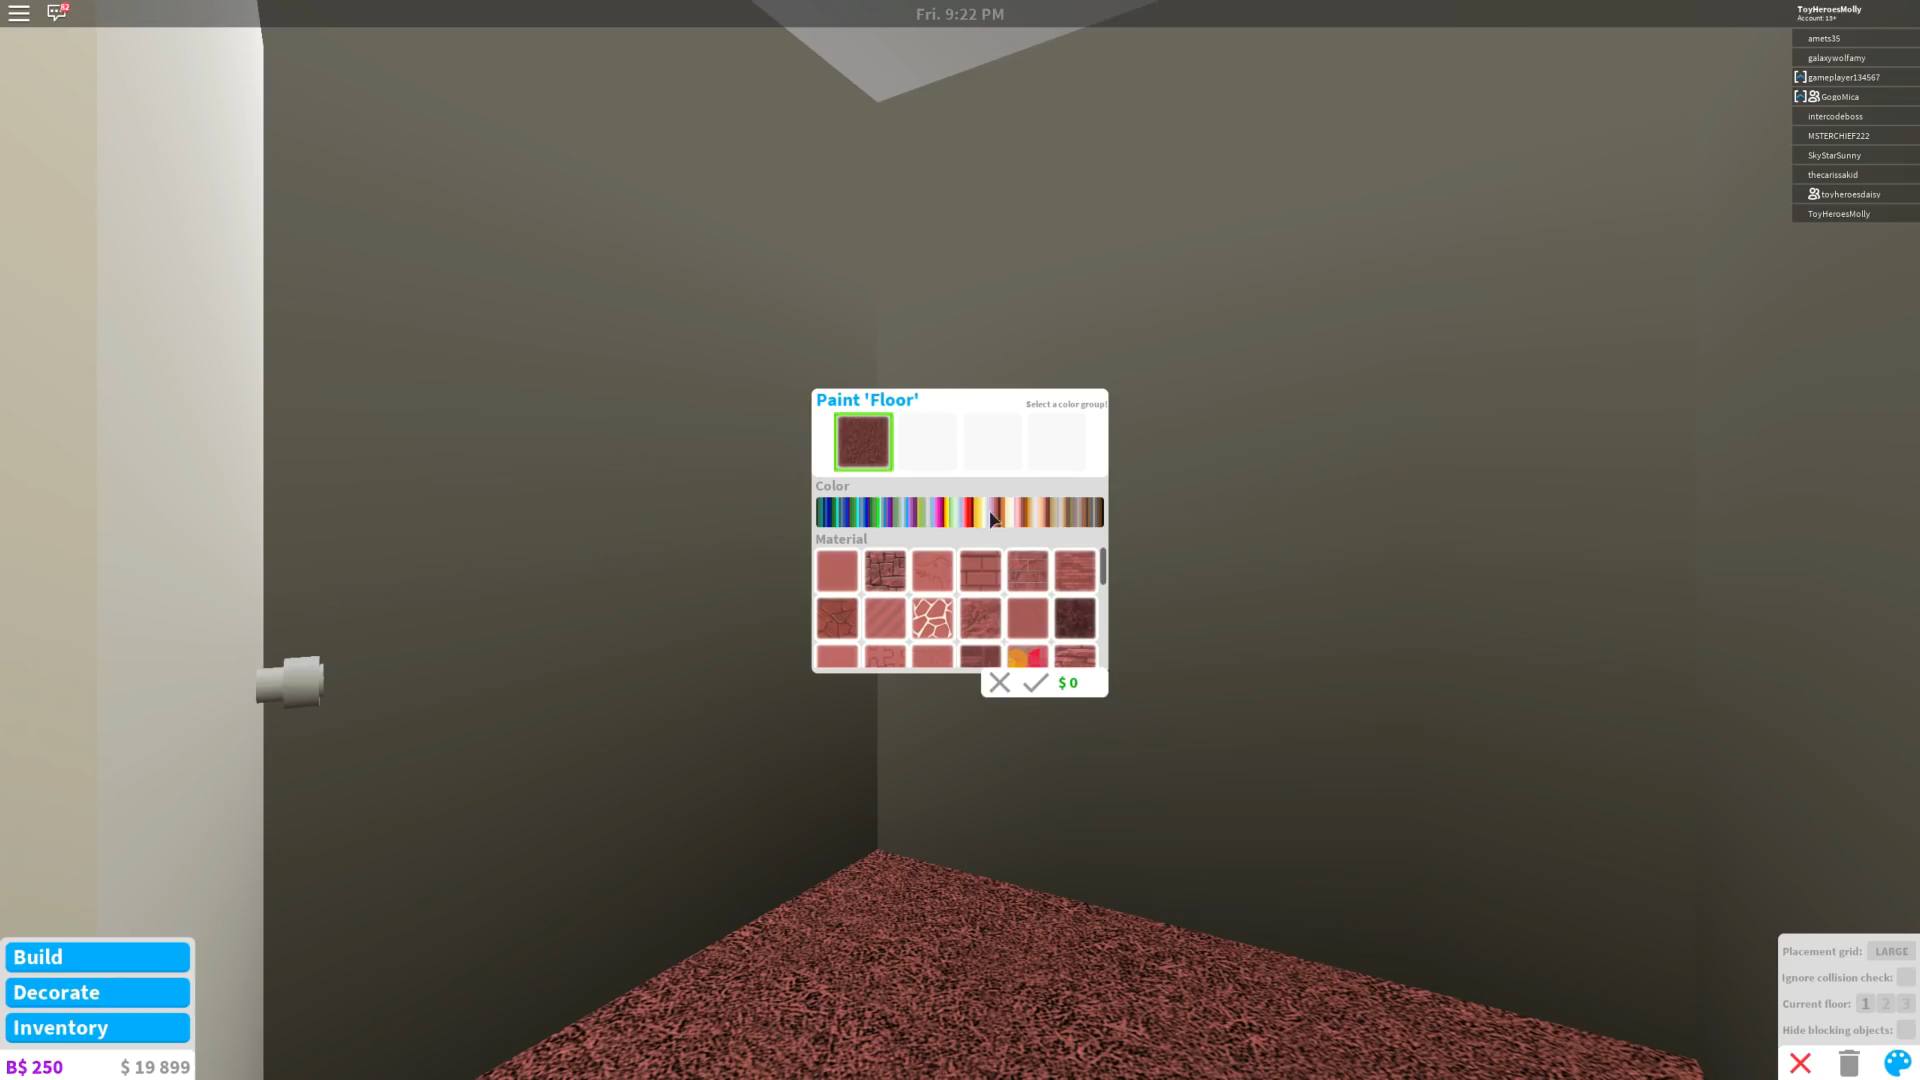 82
Fri. 9:22 PM
ToyHeroesMolly
Account: 13+
amets35
galaxywolfamy
gameplayer134567
GogoMica
intercodeboss
MSTERCHIEF222
SkyStarSunny
thecarissakid
toyheroesdaisy
ToyHeroesMolly
Paint 'Floor'
Select a color group!
Color
Material
$ 0
Build
Decorate
Inventory
B$ 250
$ 19 899
Placement grid: LARGE
Ignore collision check:
Current floor: 1 2 3
Hide blocking objects: